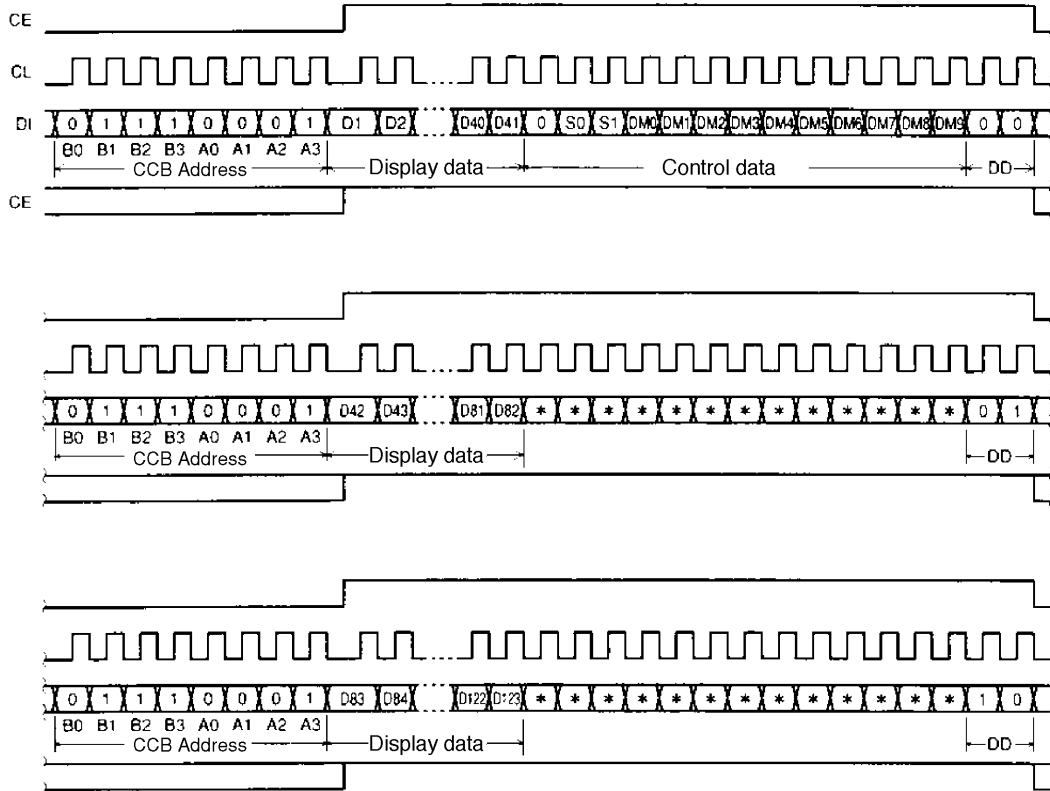 CE
CL
DI 0 1 1 1 0 0 0 1 D1 D2 D40 D41 0 S0 S1 DM0 DM1 DM2 DM3 DM4 DM5 DM6 DM7 DM8 DM9 0 0
B0 B1 B2 B3 A0 A1 A2 A3
CCB Address Display data Control data DD
CE
0 1 1 1 0 0 0 1 D42 D43 D81 D82 * * * * * * * * * * * * * 0 1
B0 B1 B2 B3 A0 A1 A2 A3
CCB Address Display data DD
0 1 1 1 0 0 0 1 D83 D84 D122 D123 * * * * * * * * * * * * * 1 0
B0 B1 B2 B3 A0 A1 A2 A3
CCB Address Display data DD